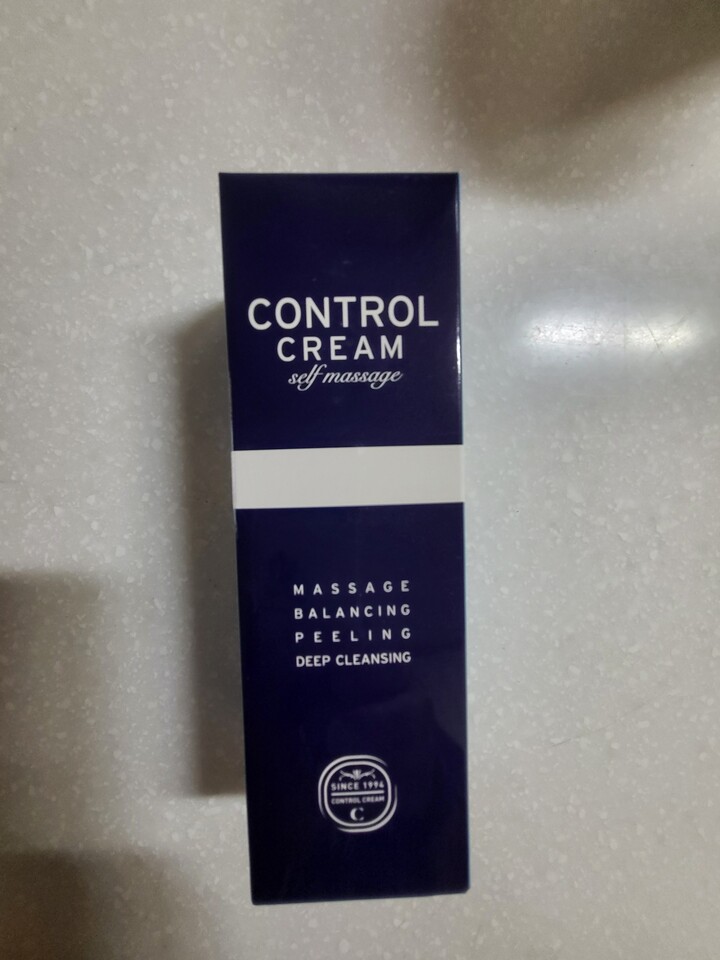 CONTROL
CREAM
self massage
MASSAGE
BALANCING
PEELING
DEEP CLEANSING
SINCE 1994
CONTROL CREAM
C